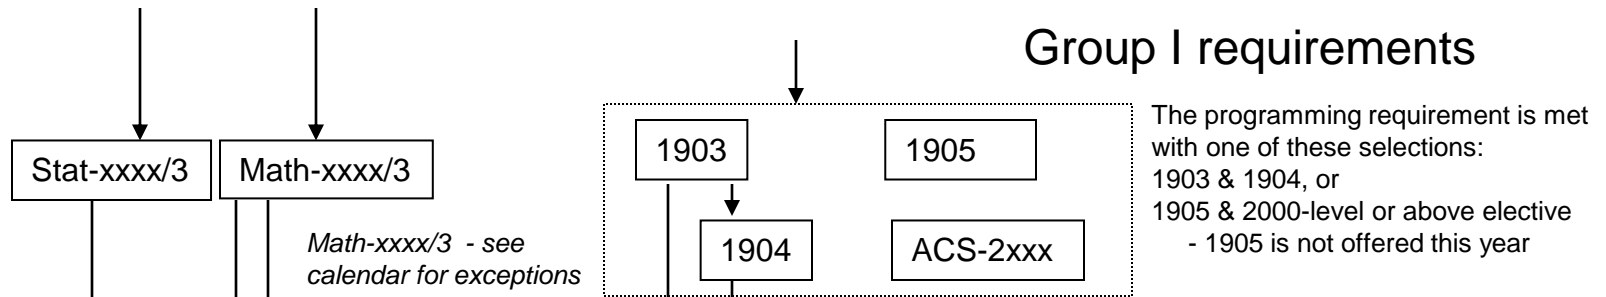 Group I requirements
Stat-xxxx/3
Math-xxxx/3
Math-xxxx/3  - see
calendar for exceptions
1903
1905
1904
ACS-2xxx
The programming requirement is met
with one of these selections:
1903 & 1904, or
1905 & 2000-level or above elective
- 1905 is not offered this year